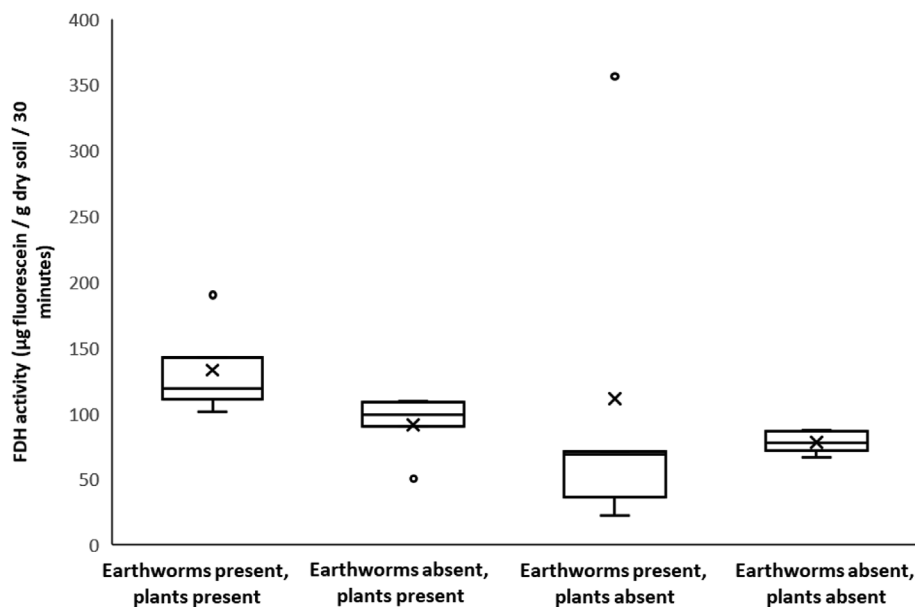 400
350
300
250
200
150
100
50
0
FDH activity (µg fluorescein / g dry soil / 30
minutes)
Earthworms present,
plants present
Earthworms absent,
plants present
Earthworms present,
plants absent
Earthworms absent,
plants absent